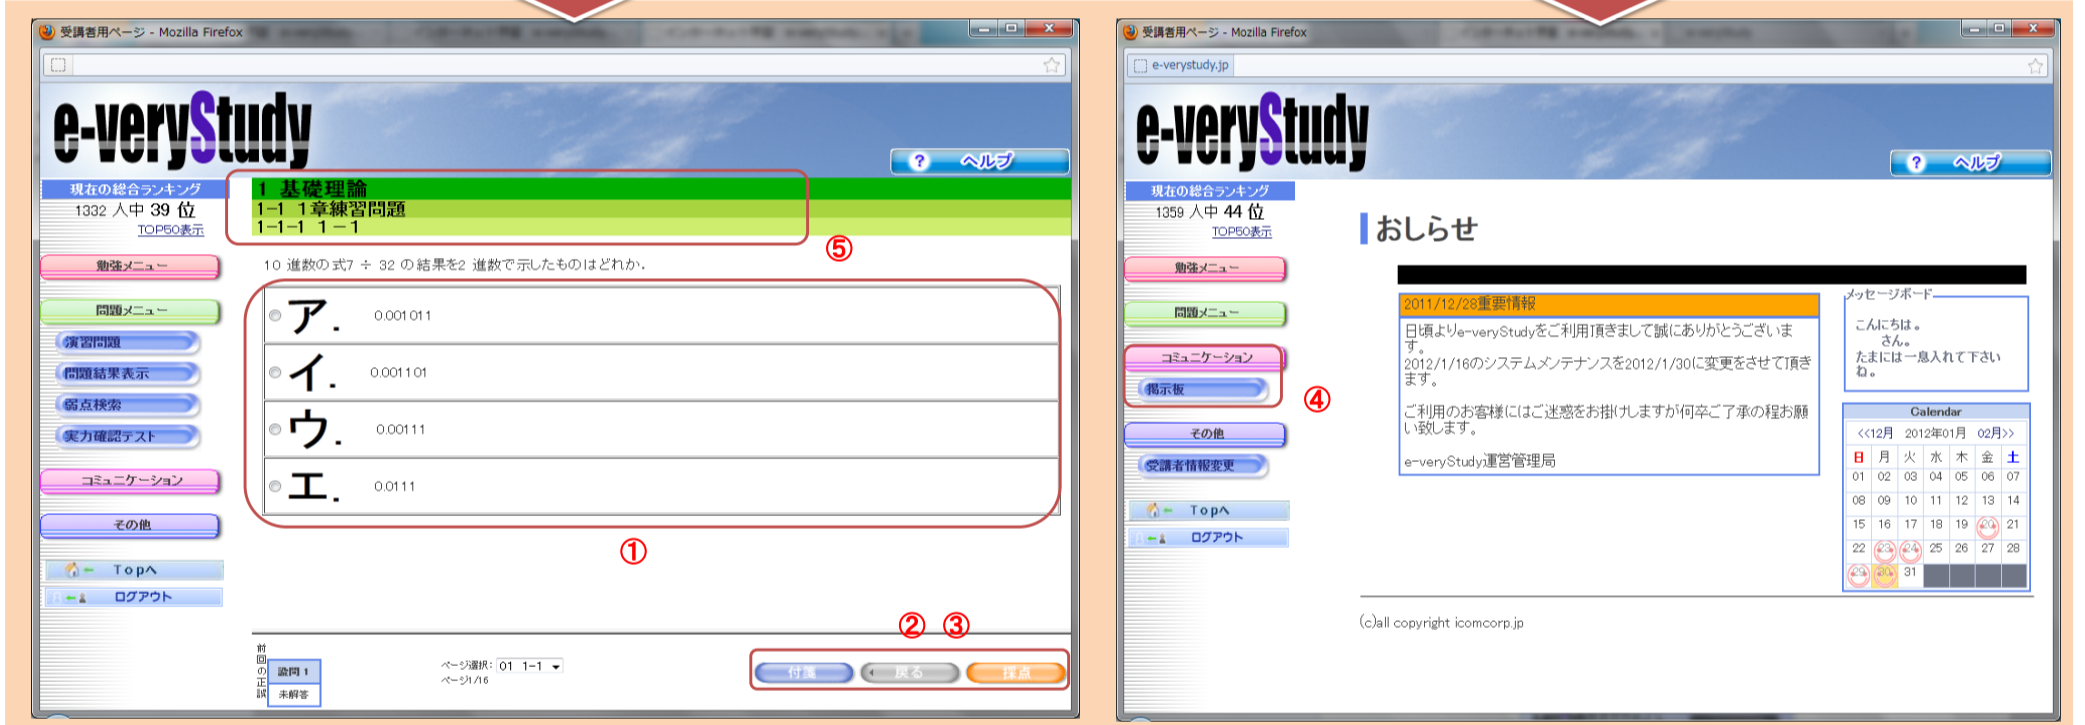 受講者用ページ - Mozilla Firefox
e-veryStudy
? ヘルプ
現在の総合ランキング
1332 人中 39 位
TOP50表示
1 基礎理論
1-1 1章練習問題
1-1-1 1－1
⑤
勉強メニュー
問題メニュー
演習問題
問題結果表示
弱点検索
実力確認テスト
コミュニケーション
その他
Topへ
ログアウト
10 進数の式7 ÷ 32 の結果を2 進数で示したものはどれか.
ア. 0.001011
イ. 0.001101
ウ. 0.00111
エ. 0.0111
①
② ③
前回の正誤
設問 1
未解答
ページ選択: 01 1-1
ページ1/16
付箋
戻る
採点
受講者用ページ - Mozilla Firefox
e-verystudy.jp
e-veryStudy
? ヘルプ
現在の総合ランキング
1359 人中 44 位
TOP50表示
勉強メニュー
問題メニュー
コミュニケーション
掲示板
④
その他
受講者情報変更
Topへ
ログアウト
おしらせ
2011/12/28重要情報
日頃よりe-veryStudyをご利用頂きまして誠にありがとうございま
す。
2012/1/16のシステムメンテナンスを2012/1/30に変更をさせて頂き
ます。
ご利用のお客様にはご迷惑をお掛けしますが何卒ご了承の程お願
い致します。
e-veryStudy運営管理局
メッセージボード
こんにちは。
さん。
たまには一息入れて下さい
ね。
Calendar
<<12月 2012年01月 02月>>
日 月 火 水 木 金 土
01 02 03 04 05 06 07
08 09 10 11 12 13 14
15 16 17 18 19 20 21
22 23 24 25 26 27 28
29 30 31
(c)all copyright icomcorp.jp